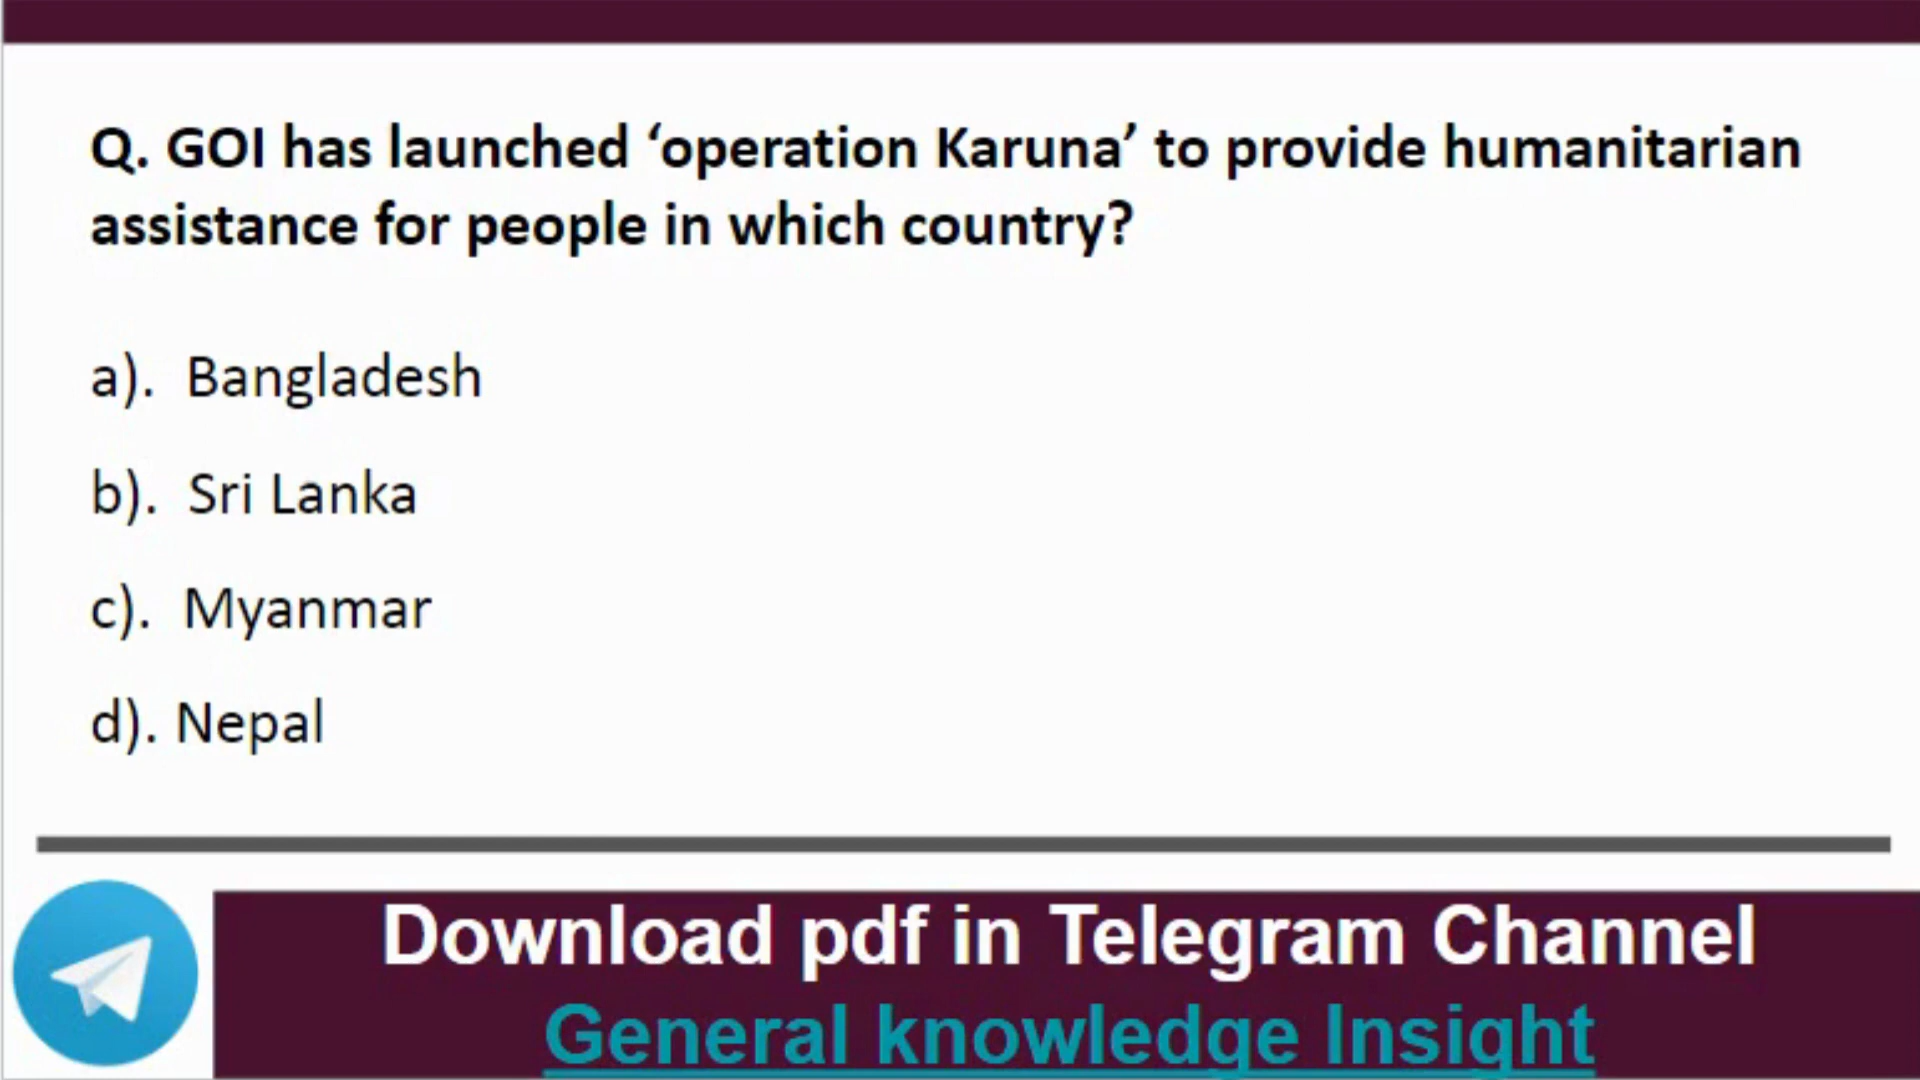 Q. GOI has launched ‘operation Karuna’ to provide humanitarian
assistance for people in which country?
a). Bangladesh
b). Sri Lanka
c). Myanmar
d). Nepal
Download pdf in Telegram Channel
General knowledge Insight